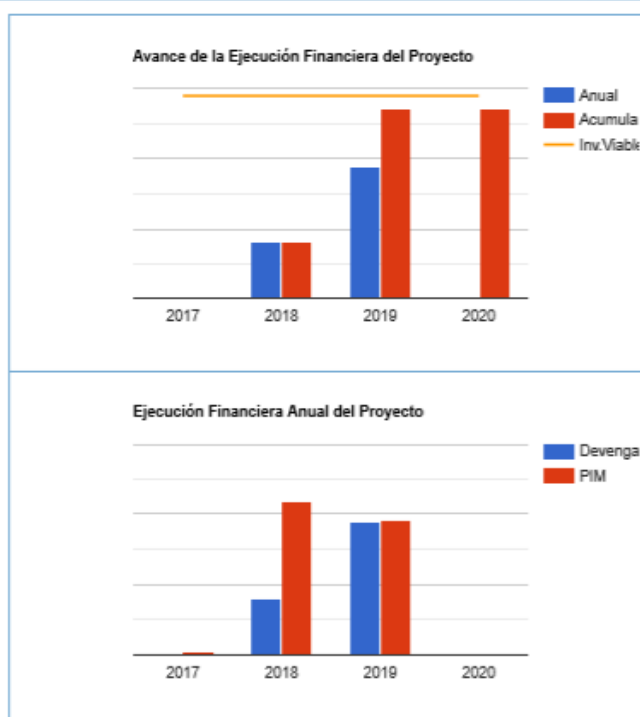 Avance de la Ejecución Financiera del Proyecto
Anual
Acumula
Inv.Viable
2017 2018 2019 2020
Ejecución Financiera Anual del Proyecto
Devenga
PIM
2017 2018 2019 2020